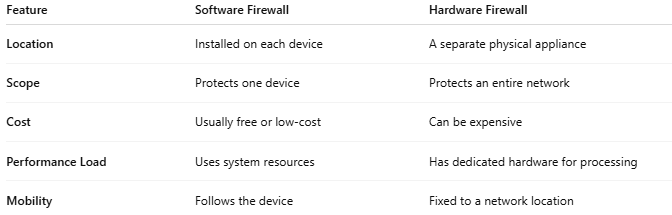 Feature Software Firewall Hardware Firewall
Location Installed on each device A separate physical appliance
Scope Protects one device Protects an entire network
Cost Usually free or low-cost Can be expensive
Performance Load Uses system resources Has dedicated hardware for processing
Mobility Follows the device Fixed to a network location